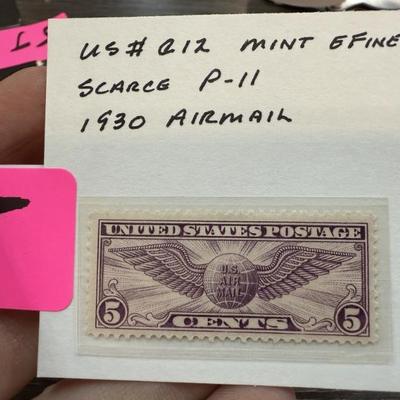 US# C12 MINT EFINE
SCARCE P-11
1930 AIRMAIL
UNITED STATES POSTAGE
U.S.
AIR
MAIL
5 CENTS 5